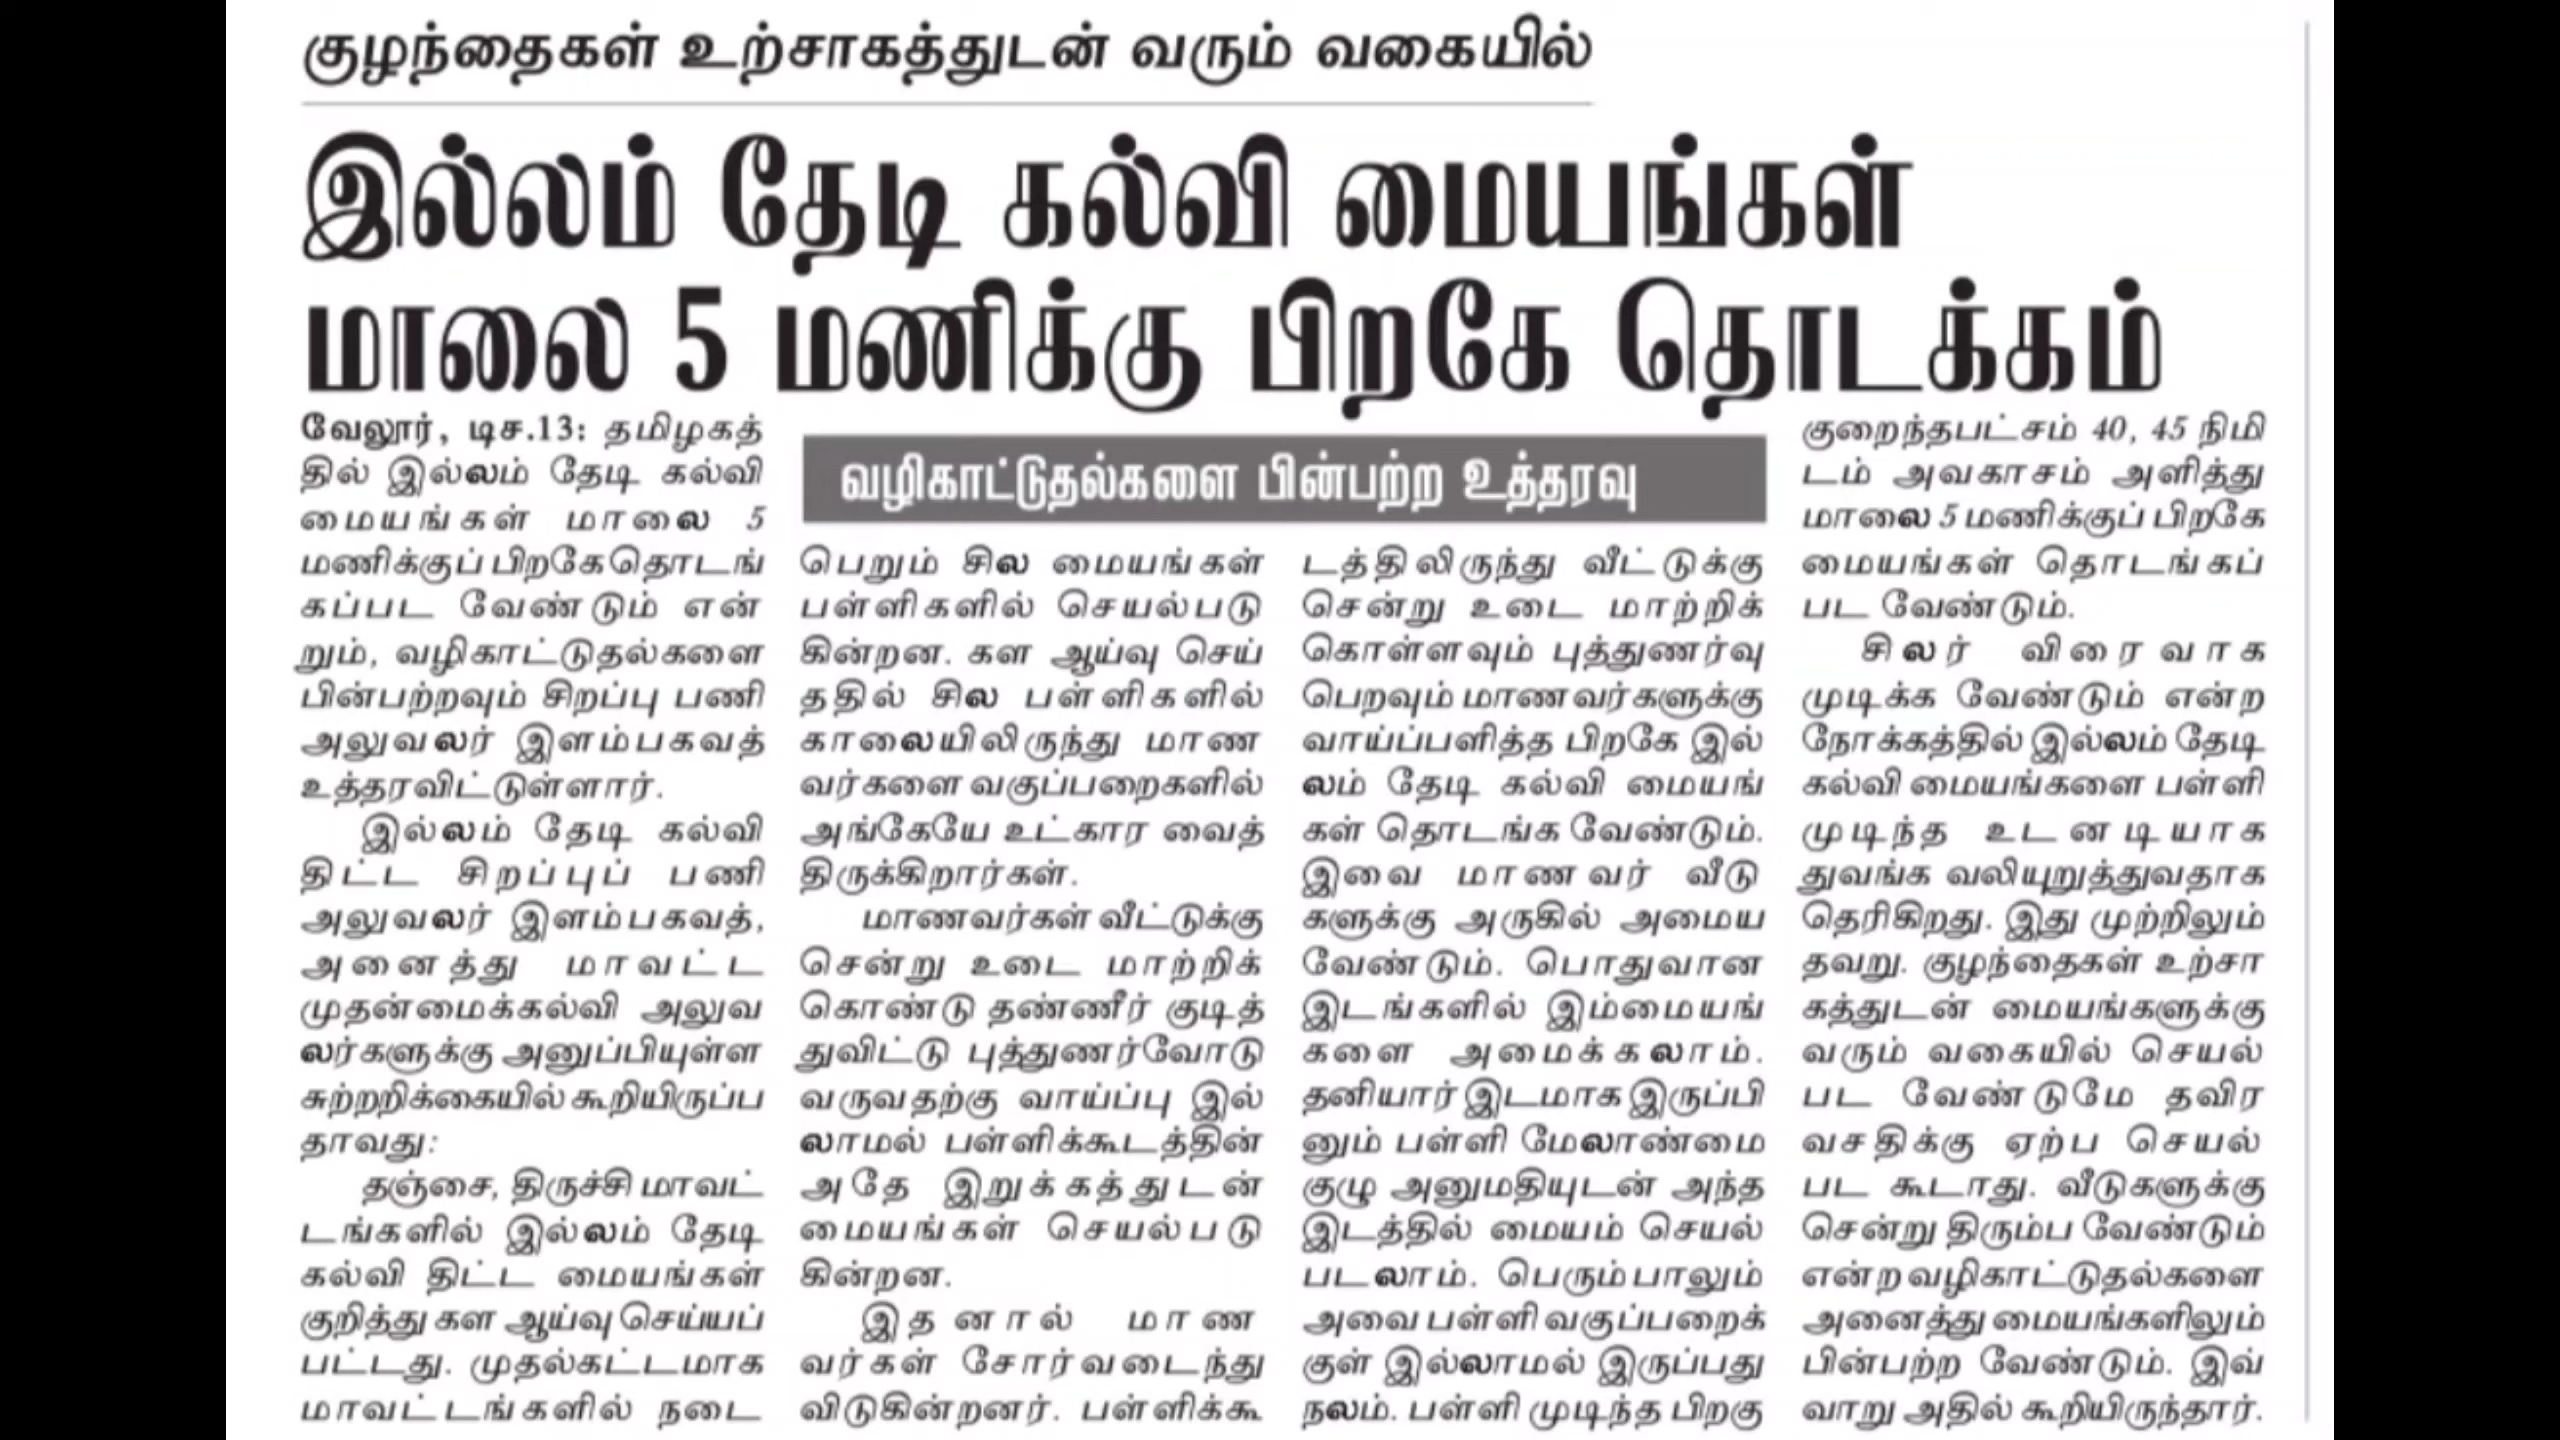 குழந்தைகள் உற்சாகத்துடன் வரும் வகையில்
இல்லம் தேடி கல்வி மையங்கள்
மாலை 5 மணிக்கு பிறகே தொடக்கம்
வேலூர், டிச.13: தமிழகத்
தில் இல்லம் தேடி கல்வி
மையங்கள் மாலை 5
மணிக்குப் பிறகே தொடங்
கப்பட வேண்டும் என்
றும், வழிகாட்டுதல்களை
பின்பற்றவும் சிறப்பு பணி
அலுவலர் இளம்பகவத்
உத்தரவிட்டுள்ளார்.
இல்லம் தேடி கல்வி
திட்ட சிறப்புப் பணி
அலுவலர் இளம்பகவத்,
அனைத்து மாவட்ட
முதன்மைக்கல்வி அலுவ
லர்களுக்கு அனுப்பியுள்ள
சுற்றறிக்கையில் கூறியிருப்ப
தாவது:
தஞ்சை, திருச்சி மாவட்
டங்களில் இல்லம் தேடி
கல்வி திட்ட மையங்கள்
குறித்து கள ஆய்வு செய்யப்
பட்டது. முதல்கட்டமாக
மாவட்டங்களில் நடை
வழிகாட்டுதல்களை பின்பற்ற உத்தரவு
பெறும் சில மையங்கள்
பள்ளிகளில் செயல்படு
கின்றன. கள ஆய்வு செய்
ததில் சில பள்ளிகளில்
காலையிலிருந்து மாண
வர்களை வகுப்பறைகளில்
அங்கேயே உட்கார வைத்
திருக்கிறார்கள்.
மாணவர்கள் வீட்டுக்கு
சென்று உடை மாற்றிக்
கொண்டு தண்ணீர் குடித்
துவிட்டு புத்துணர்வோடு
வருவதற்கு வாய்ப்பு இல்
லாமல் பள்ளிக்கூடத்தின்
அதே இறுக்கத்துடன்
மையங்கள் செயல்படு
கின்றன.
இதனால் மாண
வர்கள் சோர்வடைந்து
விடுகின்றனர். பள்ளிக்கூ
டத்திலிருந்து வீட்டுக்கு
சென்று உடை மாற்றிக்
கொள்ளவும் புத்துணர்வு
பெறவும் மாணவர்களுக்கு
வாய்ப்பளித்த பிறகே இல்
லம் தேடி கல்வி மையங்
கள் தொடங்க வேண்டும்.
இவை மாணவர் வீடு
களுக்கு அருகில் அமைய
வேண்டும். பொதுவான
இடங்களில் இம்மையங்
களை அமைக்கலாம்.
தனியார் இடமாக இருப்பி
னும் பள்ளி மேலாண்மை
குழு அனுமதியுடன் அந்த
இடத்தில் மையம் செயல்
படலாம். பெரும்பாலும்
அவை பள்ளி வகுப்பறைக்
குள் இல்லாமல் இருப்பது
நலம். பள்ளி முடிந்த பிறகு
குறைந்தபட்சம் 40, 45 நிமி
டம் அவகாசம் அளித்து
மாலை 5 மணிக்குப் பிறகே
மையங்கள் தொடங்கப்
பட வேண்டும்.
சிலர் விரைவாக
முடிக்க வேண்டும் என்ற
நோக்கத்தில் இல்லம் தேடி
கல்வி மையங்களை பள்ளி
முடிந்த உடனடியாக
துவங்க வலியுறுத்துவதாக
தெரிகிறது. இது முற்றிலும்
தவறு. குழந்தைகள் உற்சா
கத்துடன் மையங்களுக்கு
வரும் வகையில் செயல்
பட வேண்டுமே தவிர
வசதிக்கு ஏற்ப செயல்
பட கூடாது. வீடுகளுக்கு
சென்று திரும்ப வேண்டும்
என்ற வழிகாட்டுதல்களை
அனைத்து மையங்களிலும்
பின்பற்ற வேண்டும். இவ்
வாறு அதில் கூறியிருந்தார்.